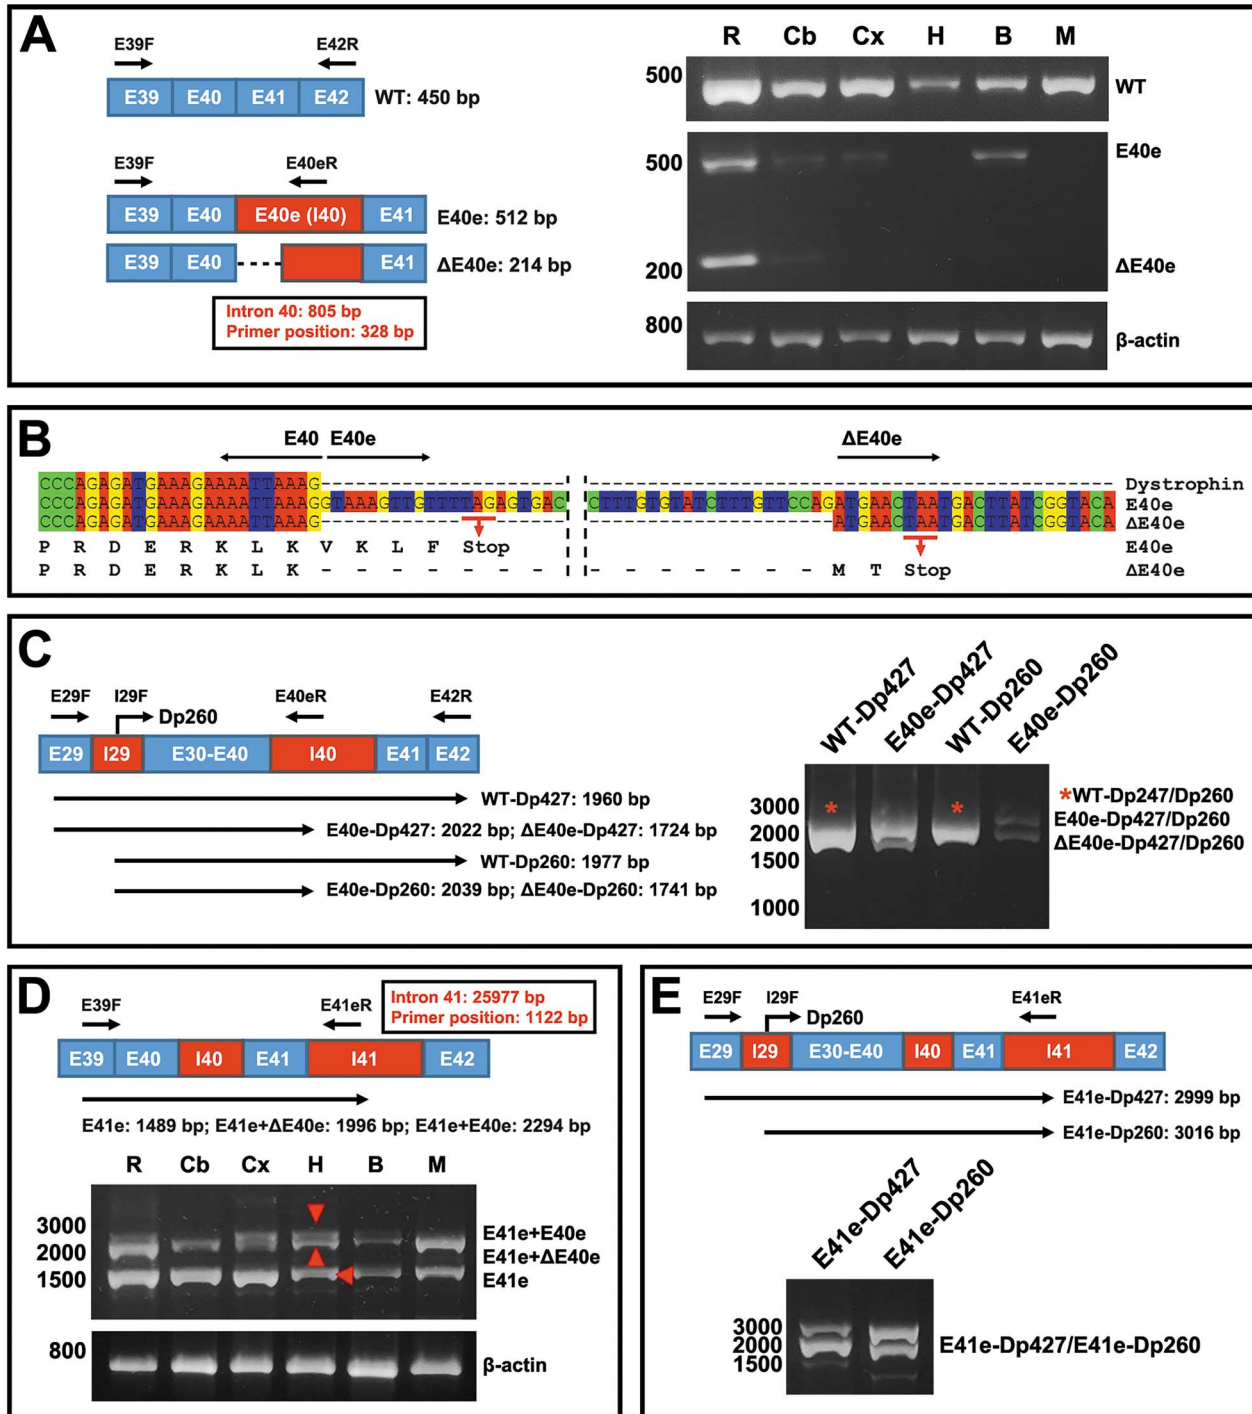 A
E39F
E42R
E39
E40
E41
E42
WT: 450 bp
E39F
E40eR
E39
E40
E40e (I40)
E41
E40e: 512 bp
E39
E40
E41
ΔE40e: 214 bp
Intron 40: 805 bp
Primer position: 328 bp
R Cb Cx H B M
500
WT
500
E40e
200
ΔE40e
800
β-actin
B
E40 E40e
ΔE40e
CCCAGAGATGAAAGAAAATTAAAG
Dystrophin
CCCAGAGATGAAAGAAAATTAAAGGTAAAGTTGTTTTAGAGTGAC CTTTGTGTATCTTTGTTCCAGATGAACTAATGACTTATCGGTACA E40e
CCCAGAGATGAAAGAAAATTAAAG ATGAACTAATGACTTATCGGTACA ΔE40e
P R D E R K L K V K L F Stop E40e
P R D E R K L K - - - - - - - - - - - - - M T Stop ΔE40e
C
E29F
I29F
Dp260
E40eR
E42R
E29
I29
E30-E40
I40
E41
E42
WT-Dp427: 1960 bp
E40e-Dp427: 2022 bp; ΔE40e-Dp427: 1724 bp
WT-Dp260: 1977 bp
E40e-Dp260: 2039 bp; ΔE40e-Dp260: 1741 bp
WT-Dp427
E40e-Dp427
WT-Dp260
E40e-Dp260
3000
2000
1500
1000
*
*
*WT-Dp247/Dp260
E40e-Dp427/Dp260
ΔE40e-Dp427/Dp260
D
E39F
E41eR
Intron 41: 25977 bp
Primer position: 1122 bp
E39
E40
I40
E41
I41
E42
E41e: 1489 bp; E41e+ΔE40e: 1996 bp; E41e+E40e: 2294 bp
R Cb Cx H B M
3000
2000
1500
E41e+E40e
E41e+ΔE40e
E41e
800
β-actin
E
E29F
I29F
Dp260
E41eR
E29
I29
E30-E40
I40
E41
I41
E42
E41e-Dp427: 2999 bp
E41e-Dp260: 3016 bp
E41e-Dp427
E41e-Dp260
3000
2000
1500
E41e-Dp427/E41e-Dp260